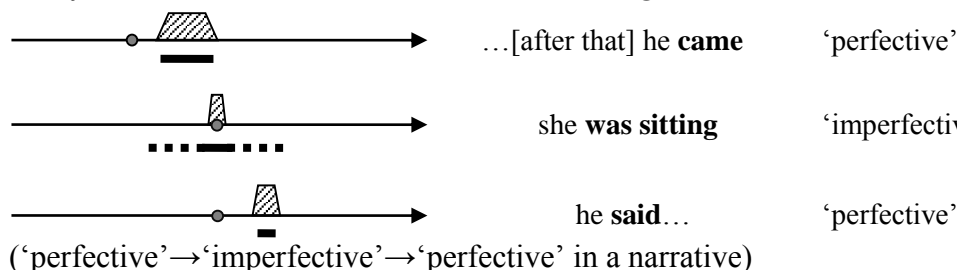 …[after that] he came ‘perfective’
she was sitting ‘imperfectiv
he said… ‘perfective’
(‘perfective’→‘imperfective’→‘perfective’ in a narrative)